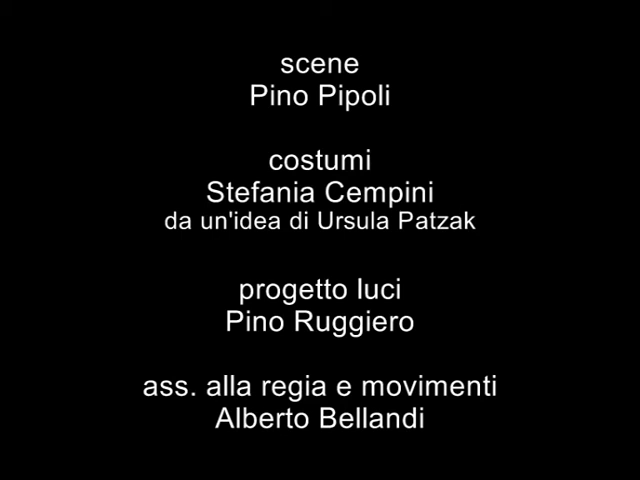 scene
Pino Pipoli
costumi
Stefania Cempini
da un'idea di Ursula Patzak
progetto luci
Pino Ruggiero
ass. alla regia e movimenti
Alberto Bellandi